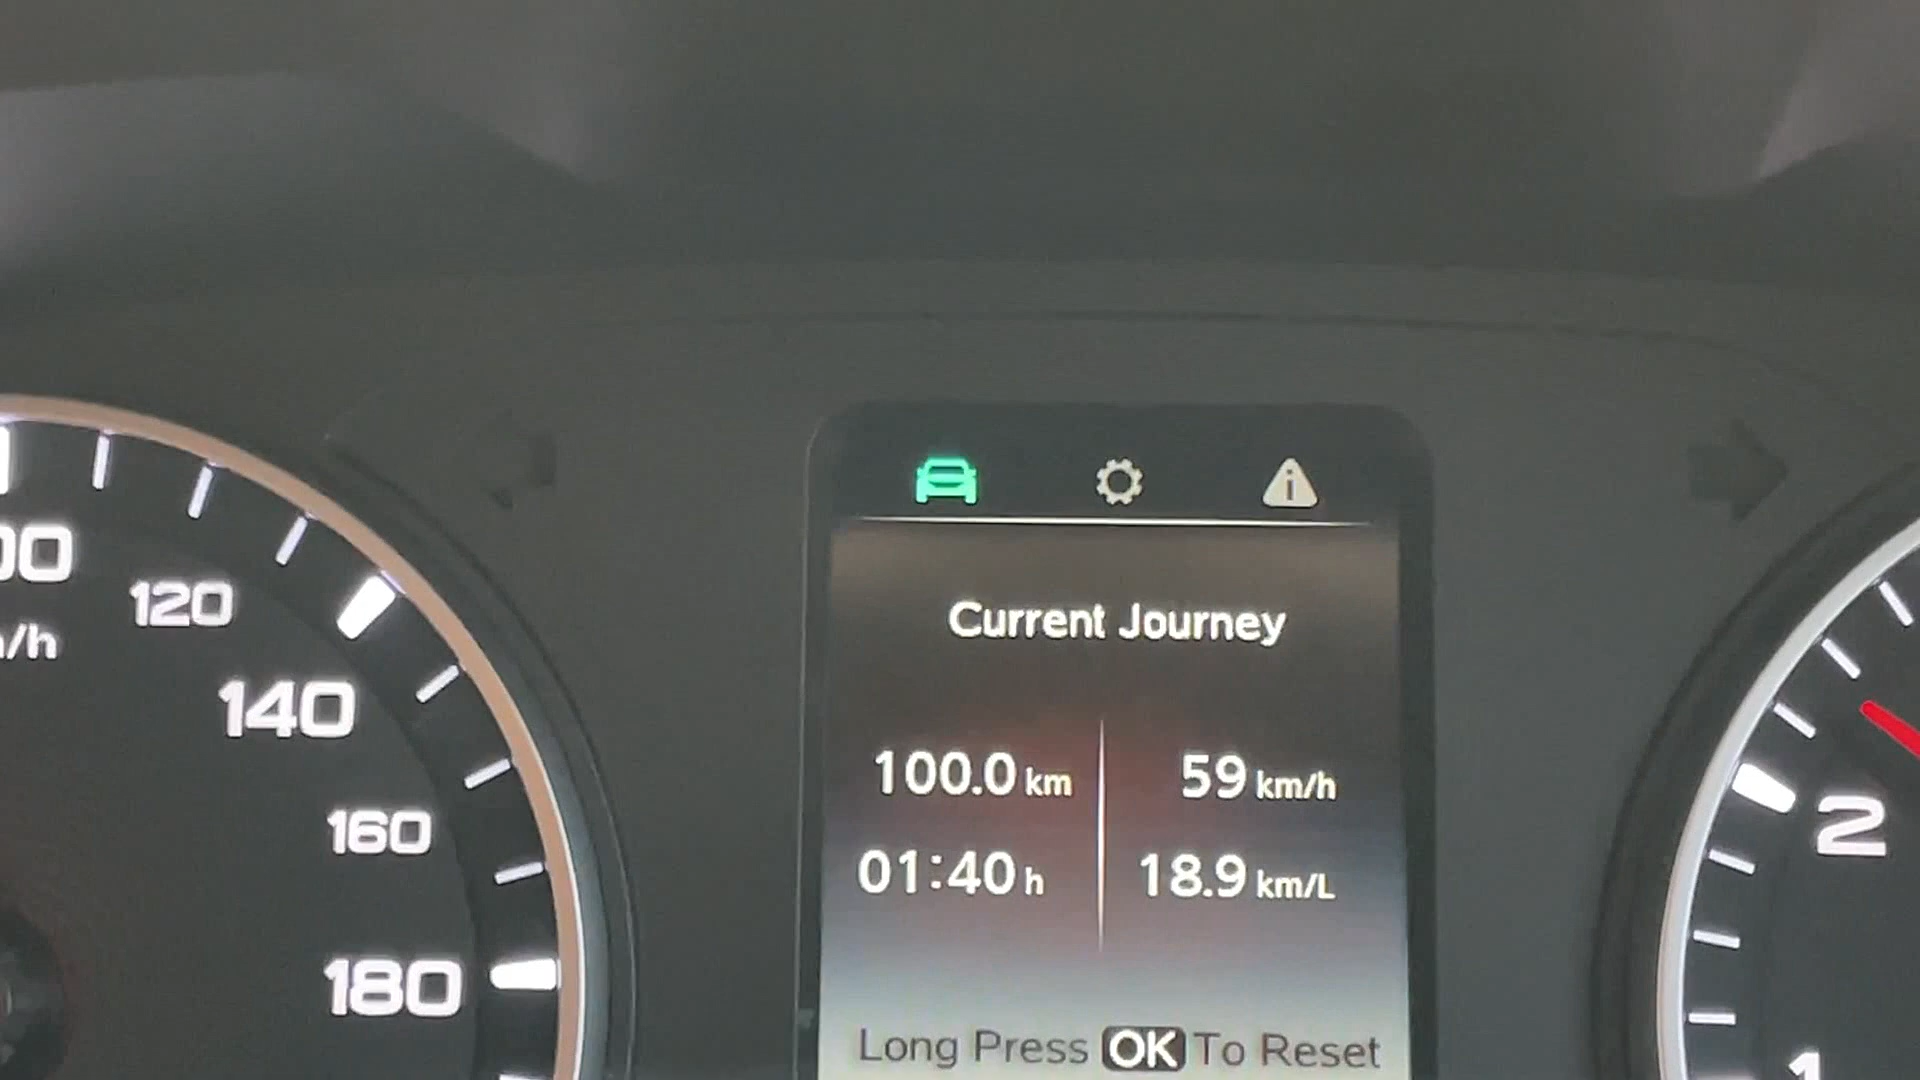 Current Journey
100.0 km
59 km/h
01:40 h
18.9 km/L
Long Press OK To Reset
120
140
160
180
2
1
/h